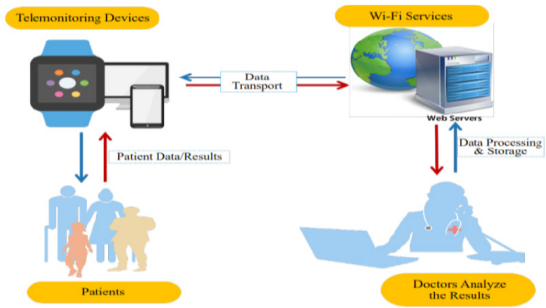 Telemonitoring Devices
Wi-Fi Services
Data
Transport
Web Servers
Patient Data/Results
Data Processing
& Storage
Patients
Doctors Analyze
the Results